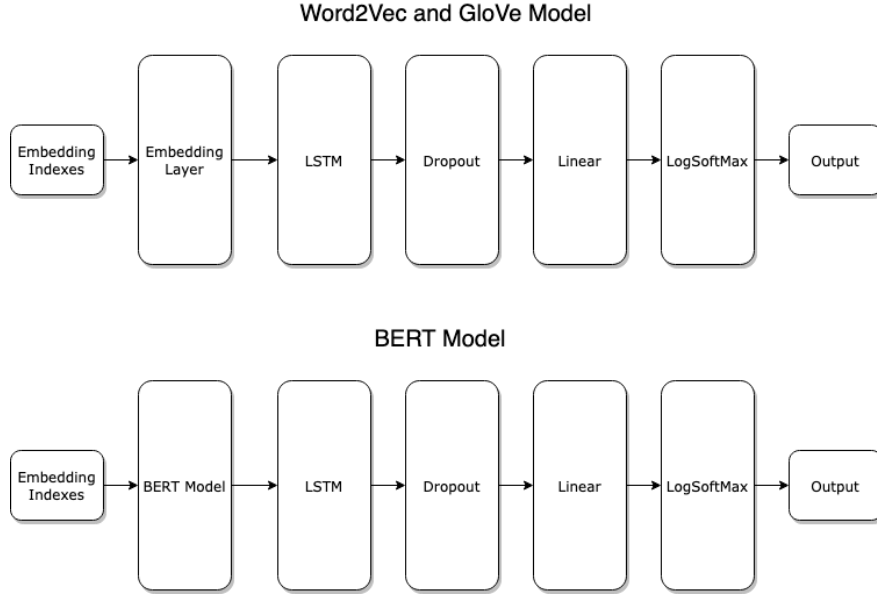 Word2Vec and GloVe Model
Embedding
Indexes
Embedding
Layer
LSTM
Dropout
Linear
LogSoftMax
Output
BERT Model
Embedding
Indexes
BERT Model
LSTM
Dropout
Linear
LogSoftMax
Output